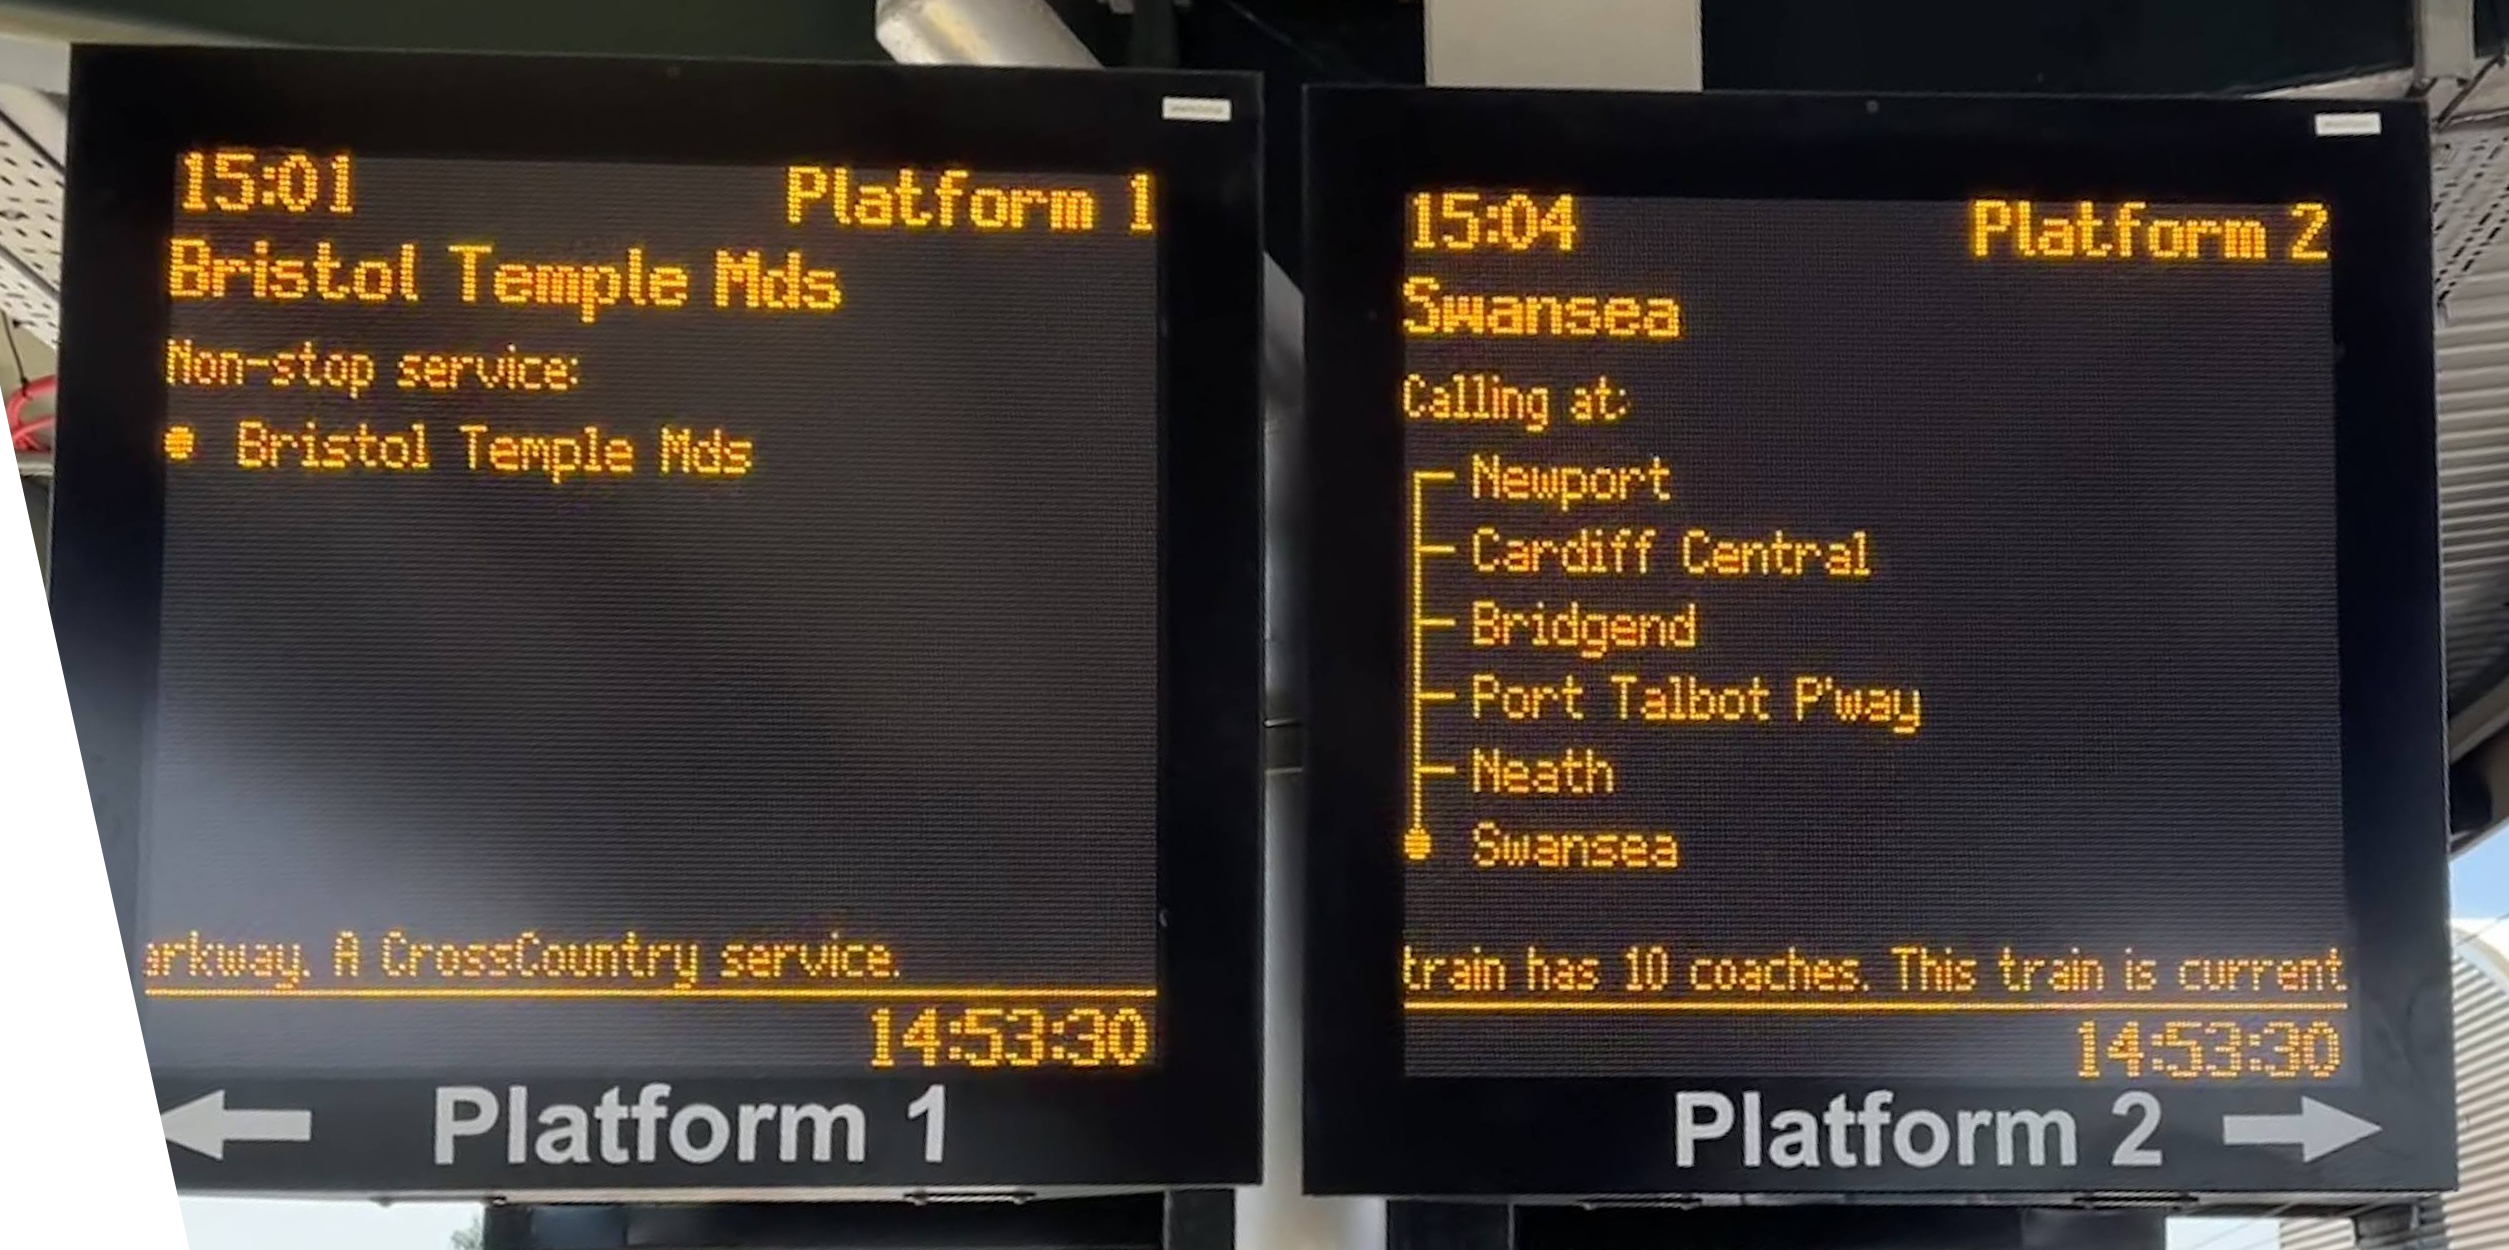 15:01 Platform 1
Bristol Temple Mds
Non-stop service:
Bristol Temple Mds
arkway. A CrossCountry service.
14:53:30
Platform 1
15:04 Platform 2
Swansea
Calling at:
Newport
Cardiff Central
Bridgend
Port Talbot P'way
Neath
Swansea
train has 10 coaches. This train is current
14:53:30
Platform 2